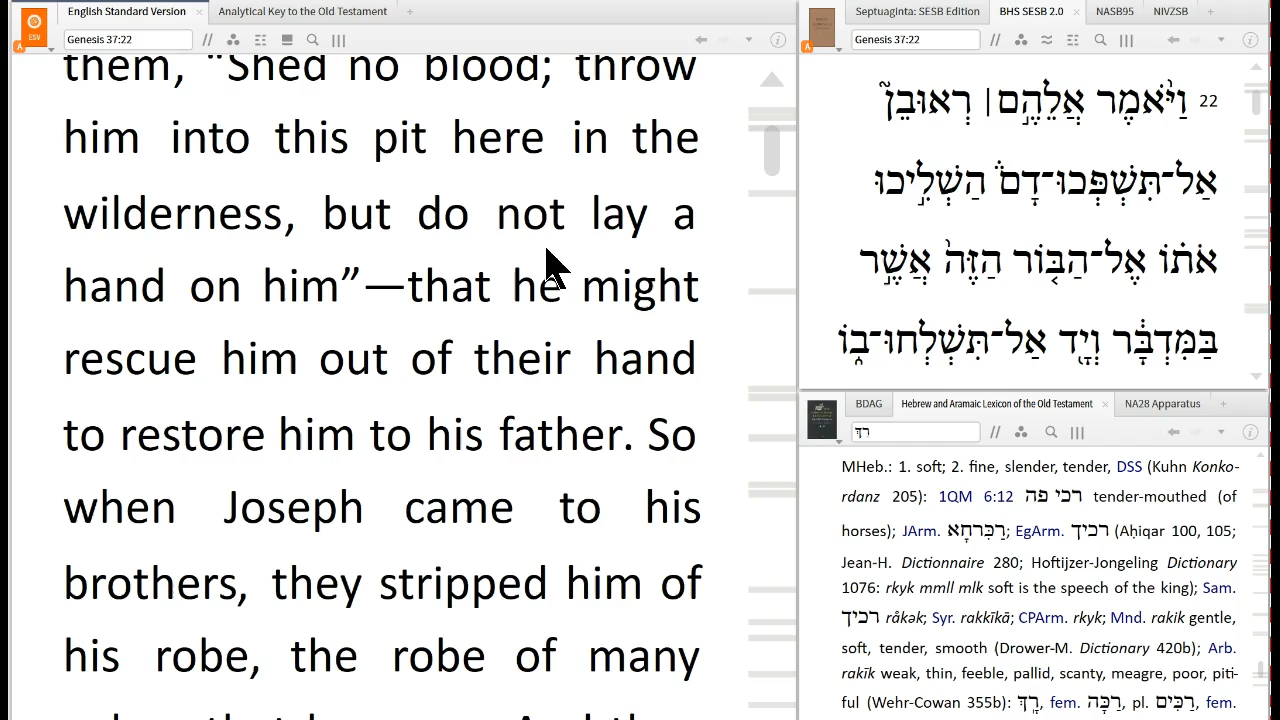 English Standard Version
Analytical Key to the Old Testament
ESV
A
Genesis 37:22
them, “Shed no blood; throw
him into this pit here in the
wilderness, but do not lay a
hand on him”—that he might
rescue him out of their hand
to restore him to his father. So
when Joseph came to his
brothers, they stripped him of
his robe, the robe of many
Septuaginta: SESB Edition
BHS SESB 2.0
NASB95
NIVZSB
A
Genesis 37:22
22 וַיֹּ֨אמֶר אֲלֵהֶ֣ם׀ רְאוּבֵן֮
אַל־תִּשְׁפְּכוּ־דָם֒ הַשְׁלִ֣יכוּ
אֹת֗וֹ אֶל־הַבּ֤וֹר הַזֶּה֙ אֲשֶׁ֣ר
בַּמִּדְבָּ֔ר וְיָ֖ד אַל־תִּשְׁלְחוּ־ב֑וֹ
BDAG
Hebrew and Aramaic Lexicon of the Old Testament
NA28 Apparatus
רֹךְ
MHeb.: 1. soft; 2. fine, slender, tender, DSS (Kuhn Konko-
rdanz 205): 1QM 6:12 רכי פה tender-mouthed (of
horses); JArm. EgArm. רכיך (Aḥiqar 100, 105;
Jean-H. Dictionnaire 280; Hoftijzer-Jongeling Dictionary
1076: rkyk mmll mlk soft is the speech of the king); Sam.
רכיך råkək; Syr. rakkīkā; CPArm. rkyk; Mnd. rakik gentle,
soft, tender, smooth (Drower-M. Dictionary 420b); Arb.
rakīk weak, thin, feeble, pallid, scanty, meagre, poor, piti-
ful (Wehr-Cowan 355b): רָךְ, fem. רַכָּה, pl. רַכִּים, fem.